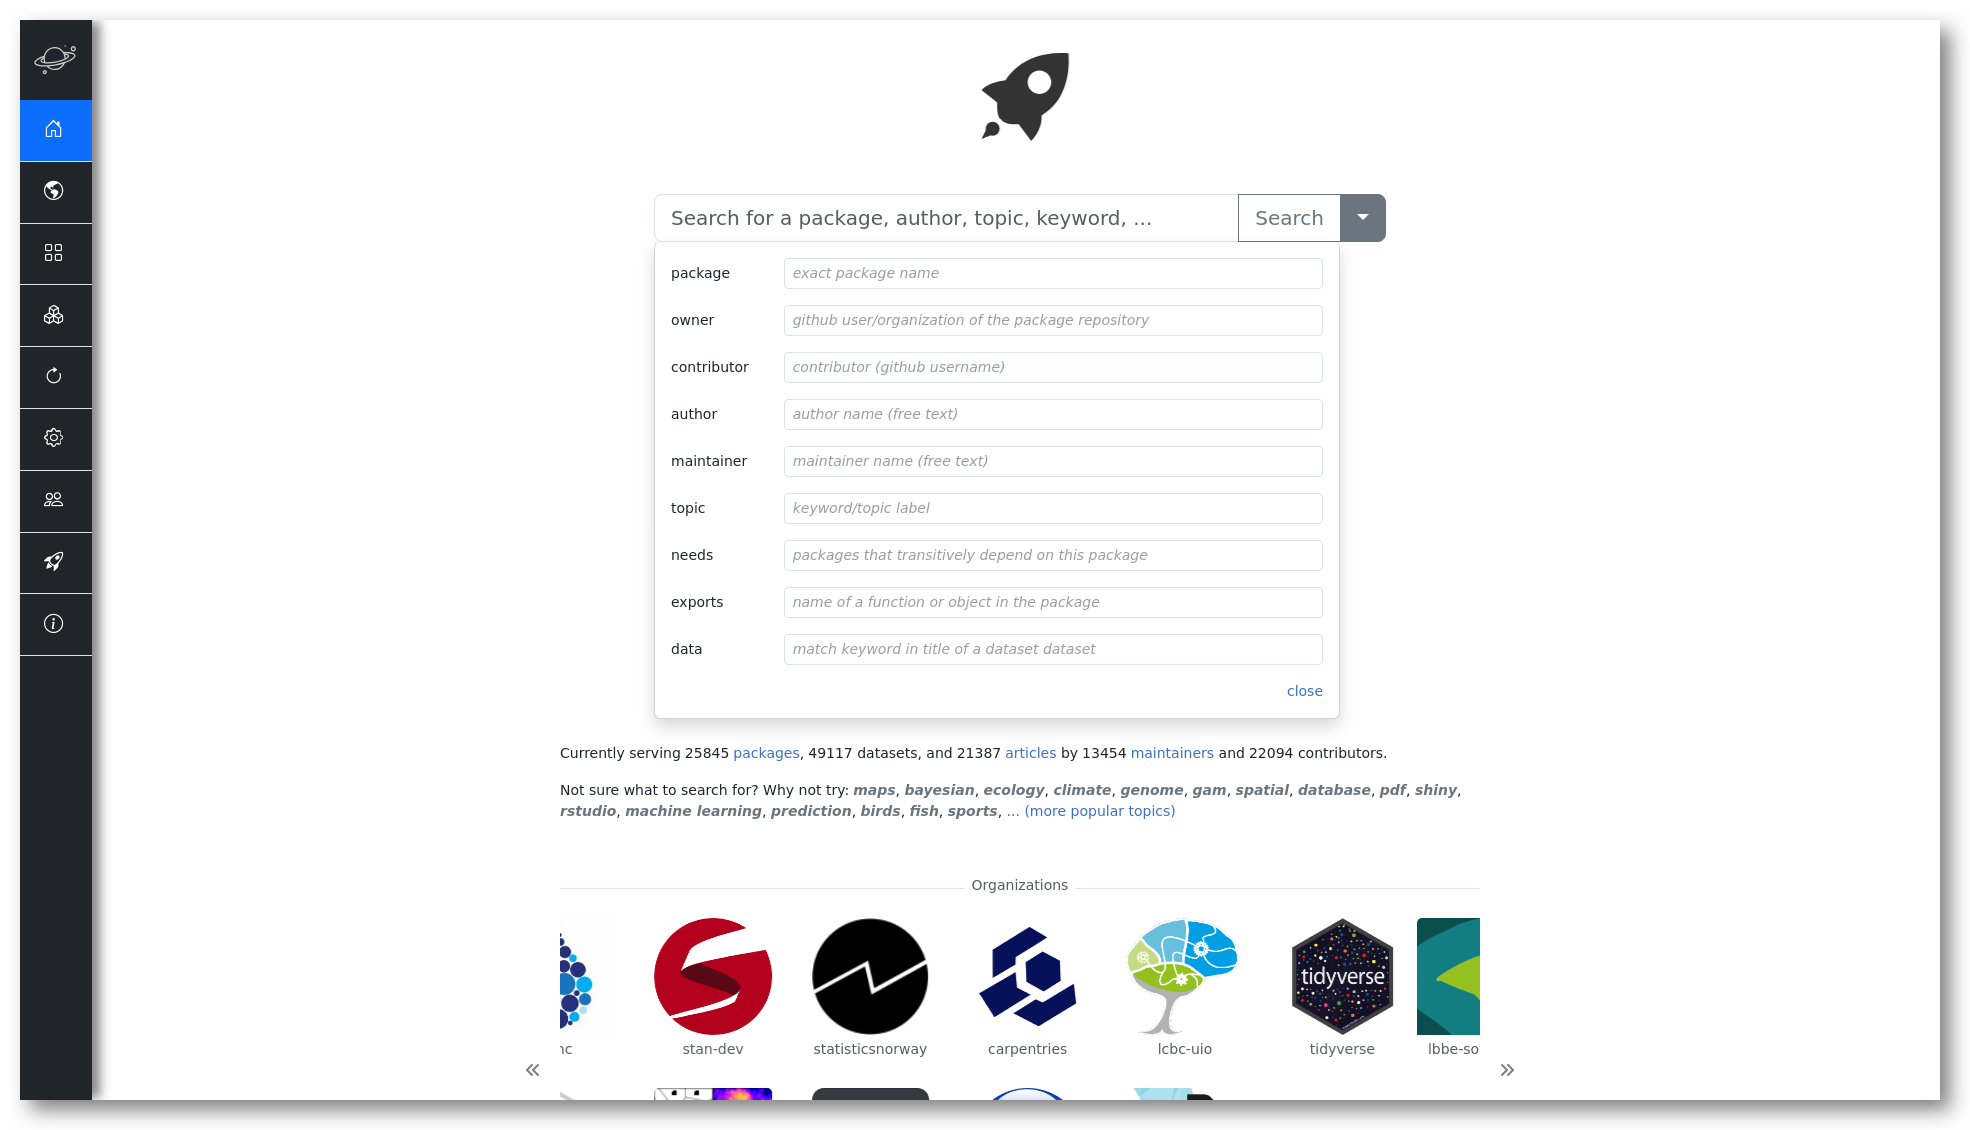 Search for a package, author, topic, keyword, ... Search
package exact package name
owner github user/organization of the package repository
contributor contributor (github username)
author author name (free text)
maintainer maintainer name (free text)
topic keyword/topic label
needs packages that transitively depend on this package
exports name of a function or object in the package
data match keyword in title of a dataset dataset
close
Currently serving 25845 packages, 49117 datasets, and 21387 articles by 13454 maintainers and 22094 contributors.
Not sure what to search for? Why not try: maps, bayesian, ecology, climate, genome, gam, spatial, database, pdf, shiny,
rstudio, machine learning, prediction, birds, fish, sports, ... (more popular topics)
Organizations
tidyverse
stan-dev statisticsnorway carpentries lcbc-uio tidyverse lbbe-so
« »